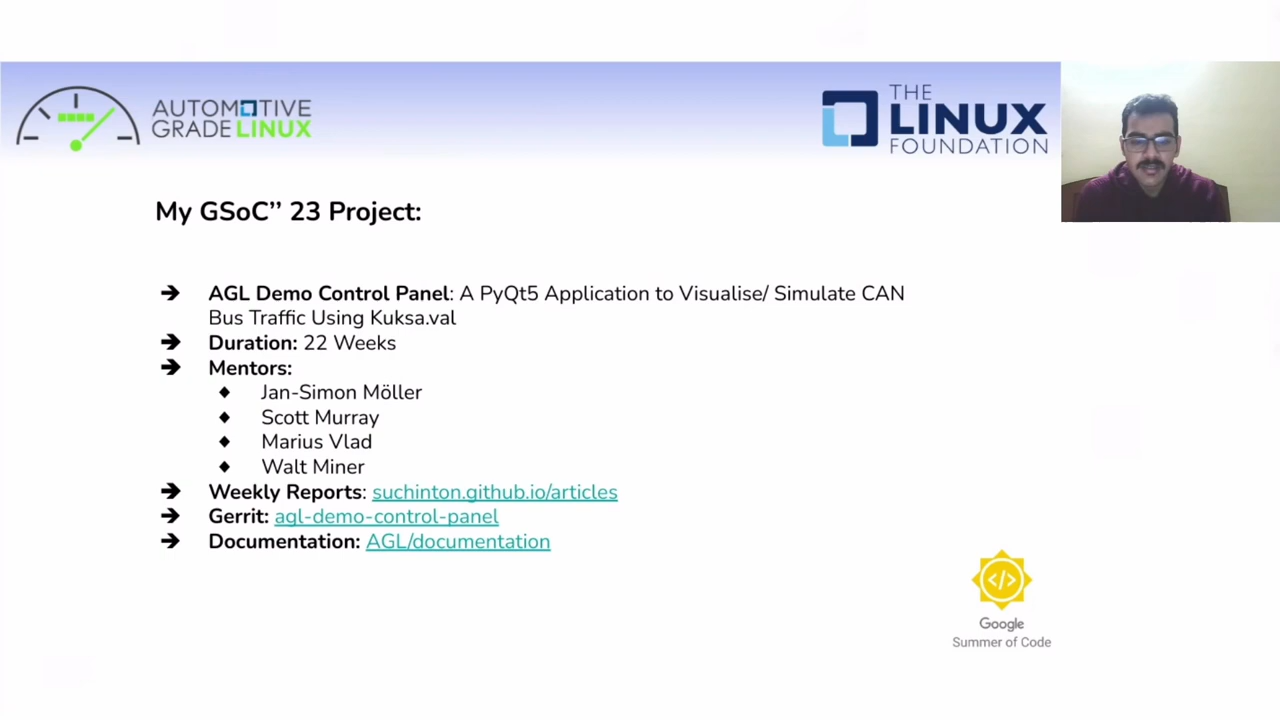 AUTOMOTIVE
GRADE LINUX
THE
LINUX
FOUNDATION
My GSoC’’ 23 Project:
➔ AGL Demo Control Panel: A PyQt5 Application to Visualise/ Simulate CAN
Bus Traffic Using Kuksa.val
➔ Duration: 22 Weeks
➔ Mentors:
◆ Jan-Simon Möller
◆ Scott Murray
◆ Marius Vlad
◆ Walt Miner
➔ Weekly Reports: suchinton.github.io/articles
➔ Gerrit: agl-demo-control-panel
➔ Documentation: AGL/documentation
</>
Google
Summer of Code